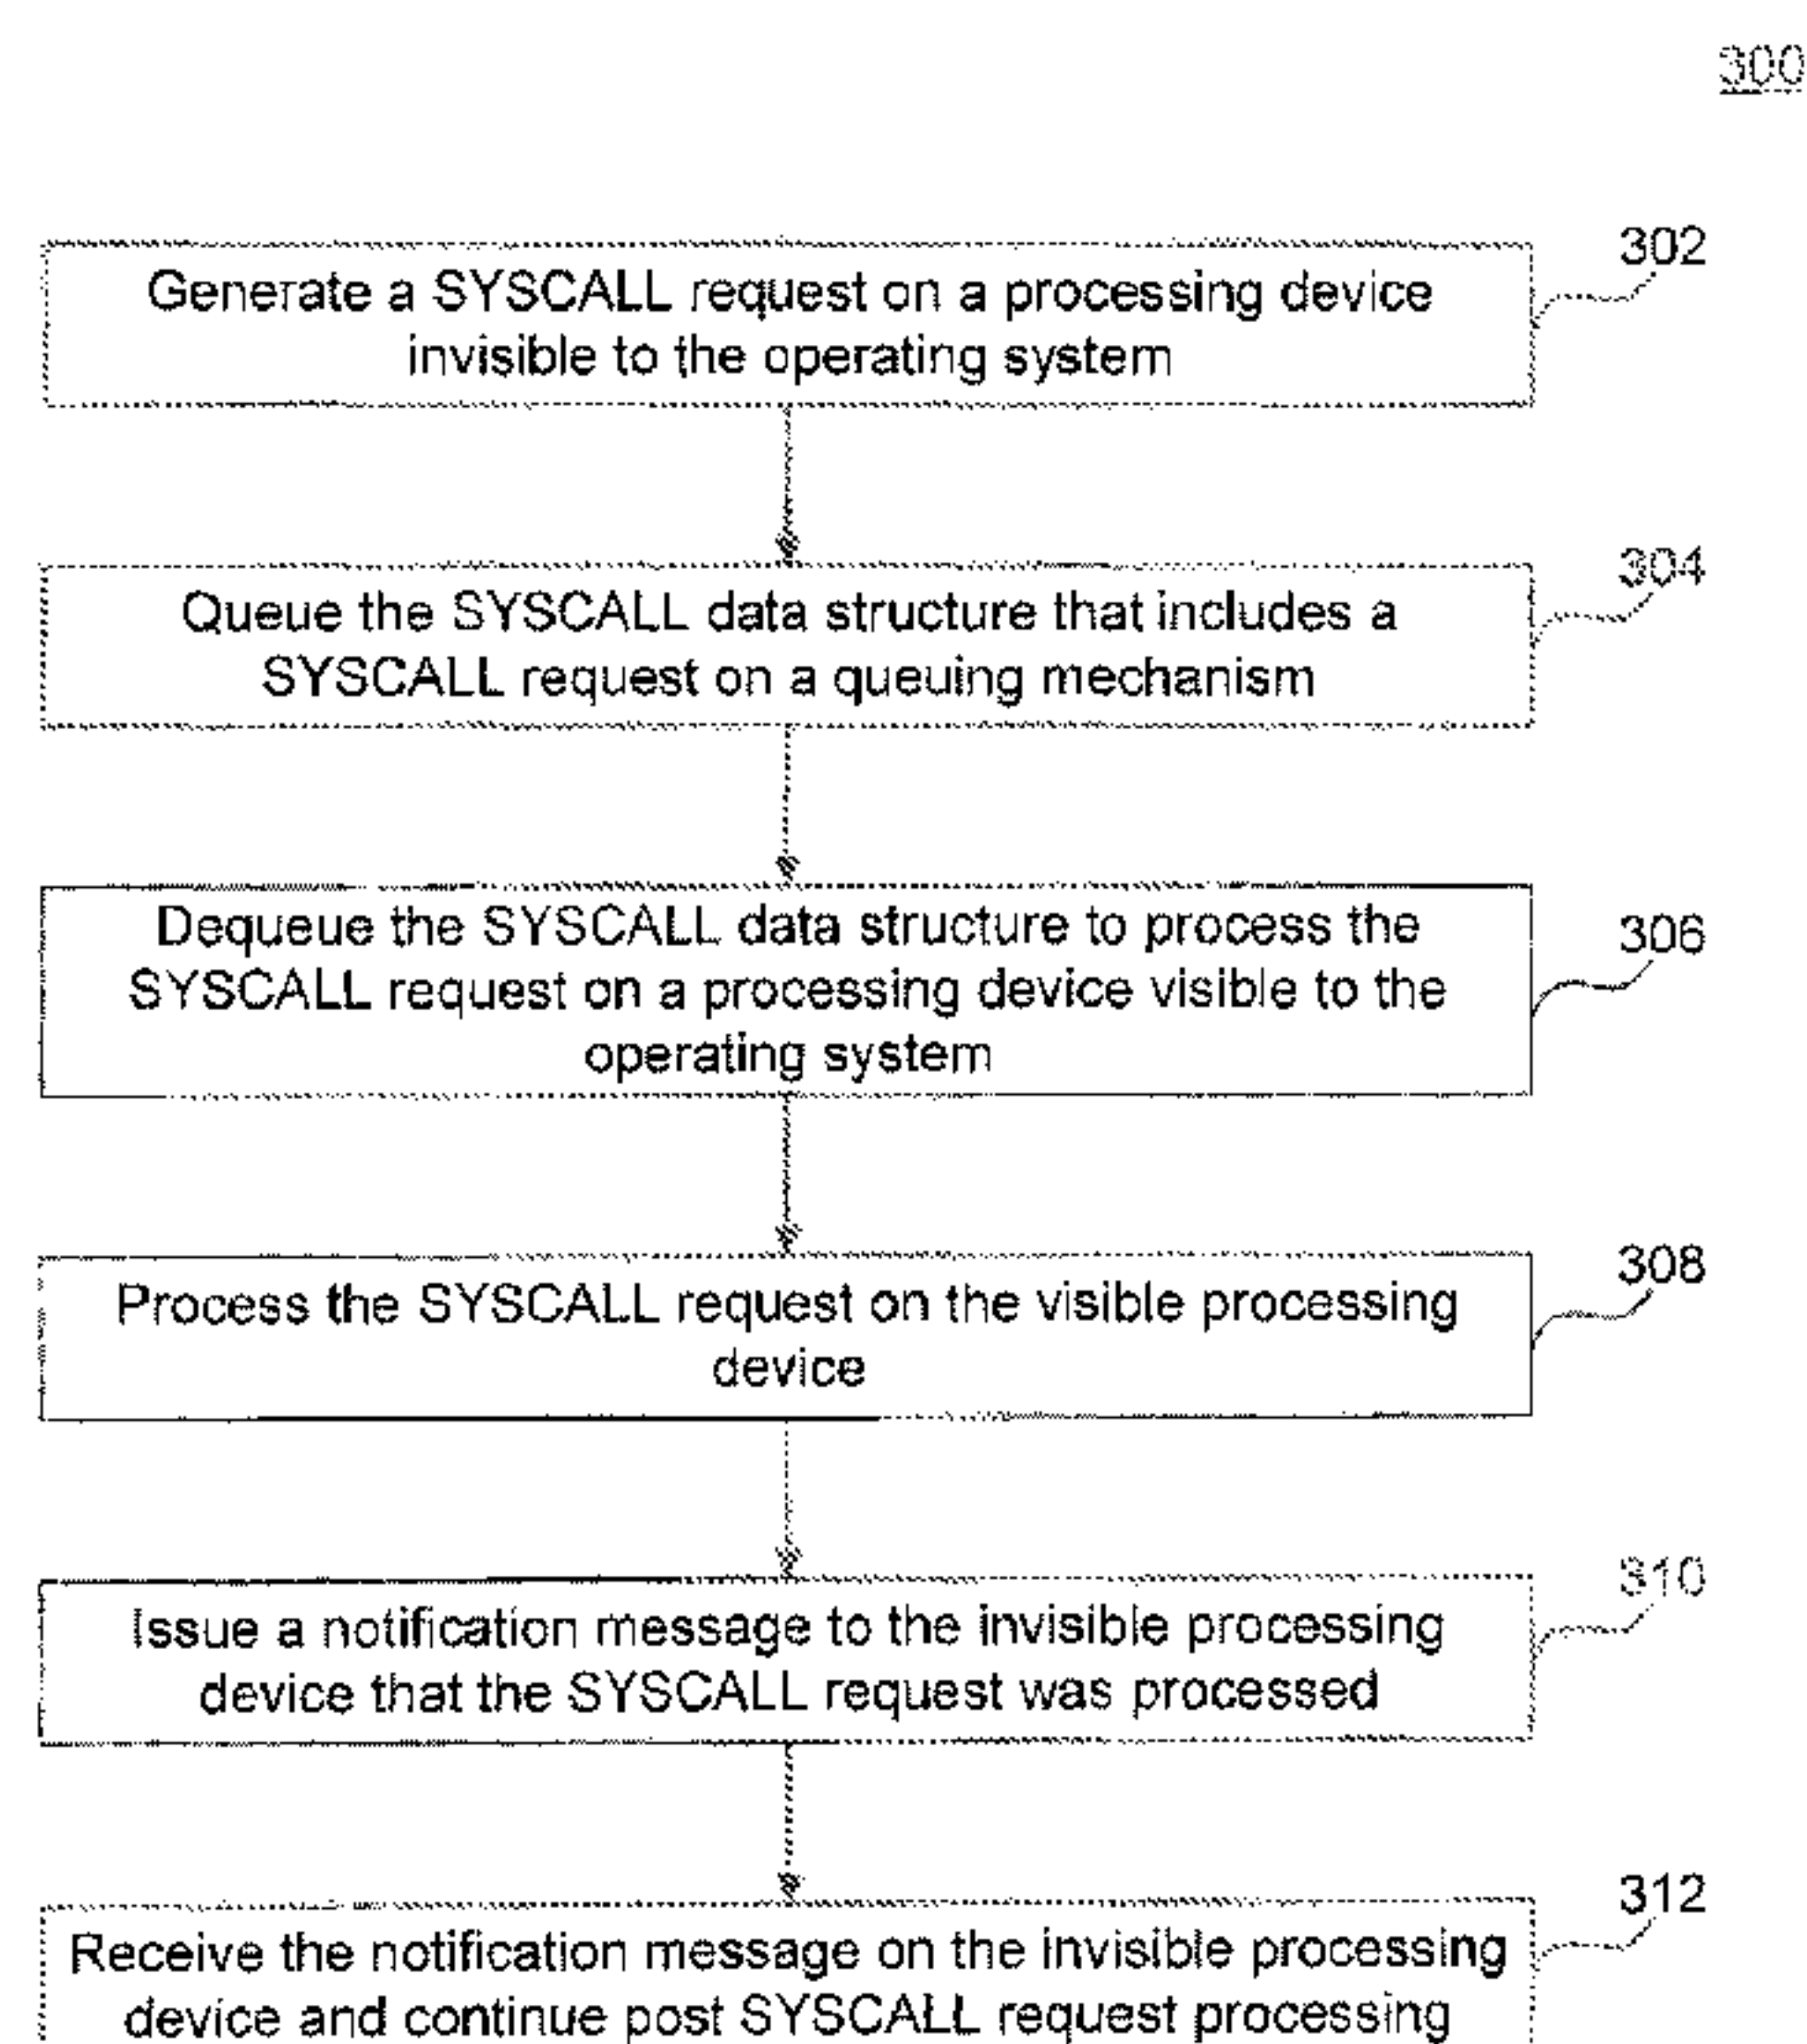 300
302
Generate a SYSCALL request on a processing device
invisible to the operating system
304
Queue the SYSCALL data structure that includes a
SYSCALL request on a queuing mechanism
306
Dequeue the SYSCALL data structure to process the
SYSCALL request on a processing device visible to the
operating system
308
Process the SYSCALL request on the visible processing
device
310
Issue a notification message to the invisible processing
device that the SYSCALL request was processed
312
Receive the notification message on the invisible processing
device and continue post SYSCALL request processing